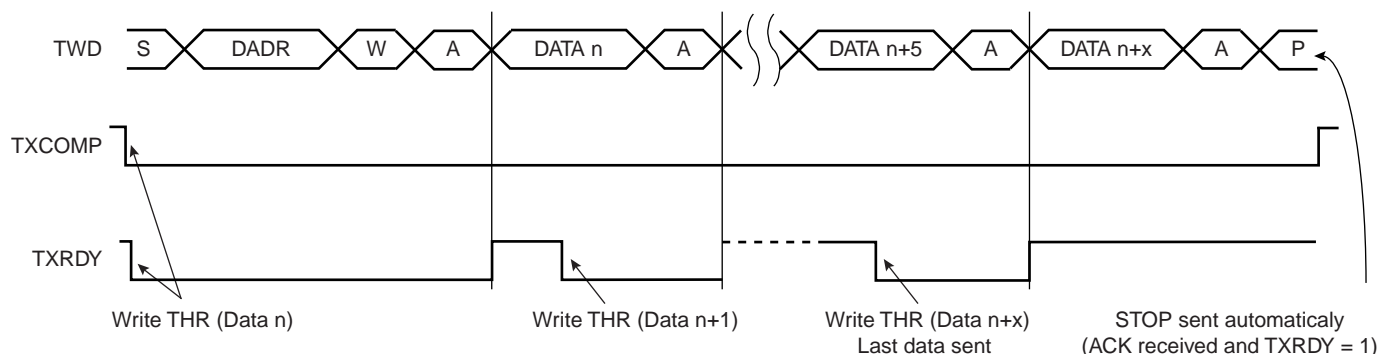 TWD S DADR W A DATA n A DATA n+5 A DATA n+x A P
TXCOMP
TXRDY
Write THR (Data n)
Write THR (Data n+1)
Write THR (Data n+x)
Last data sent
STOP sent automaticaly
(ACK received and TXRDY = 1)